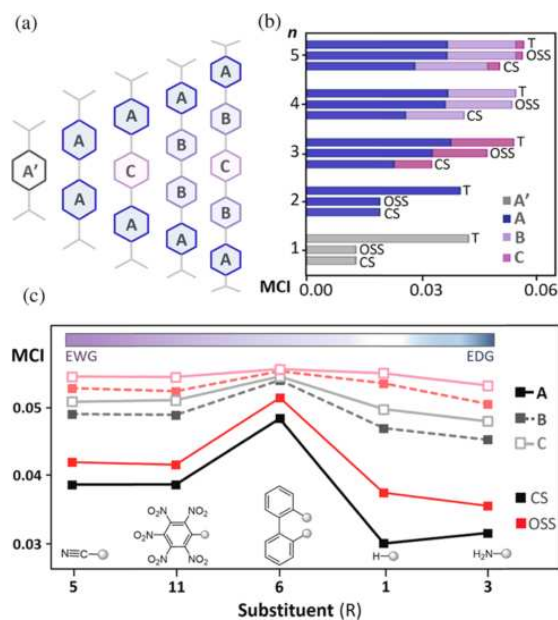 (a)
A'
A
A
A
C
A
A
B
B
A
A
B
C
B
A
(b)
n
5
T
OSS
CS
4
T
OSS
CS
3
T
OSS
CS
2
T
OSS
CS
1
T
OSS
CS
A'
A
B
C
MCI
0.00
0.03
0.06
(c)
MCI
EWG
EDG
0.05
0.04
0.03
A
B
C
CS
OSS
N≡C
NO₂
O₂N NO₂
O₂N
NO₂
H
H₂N
5 11 6 1 3
Substituent (R)